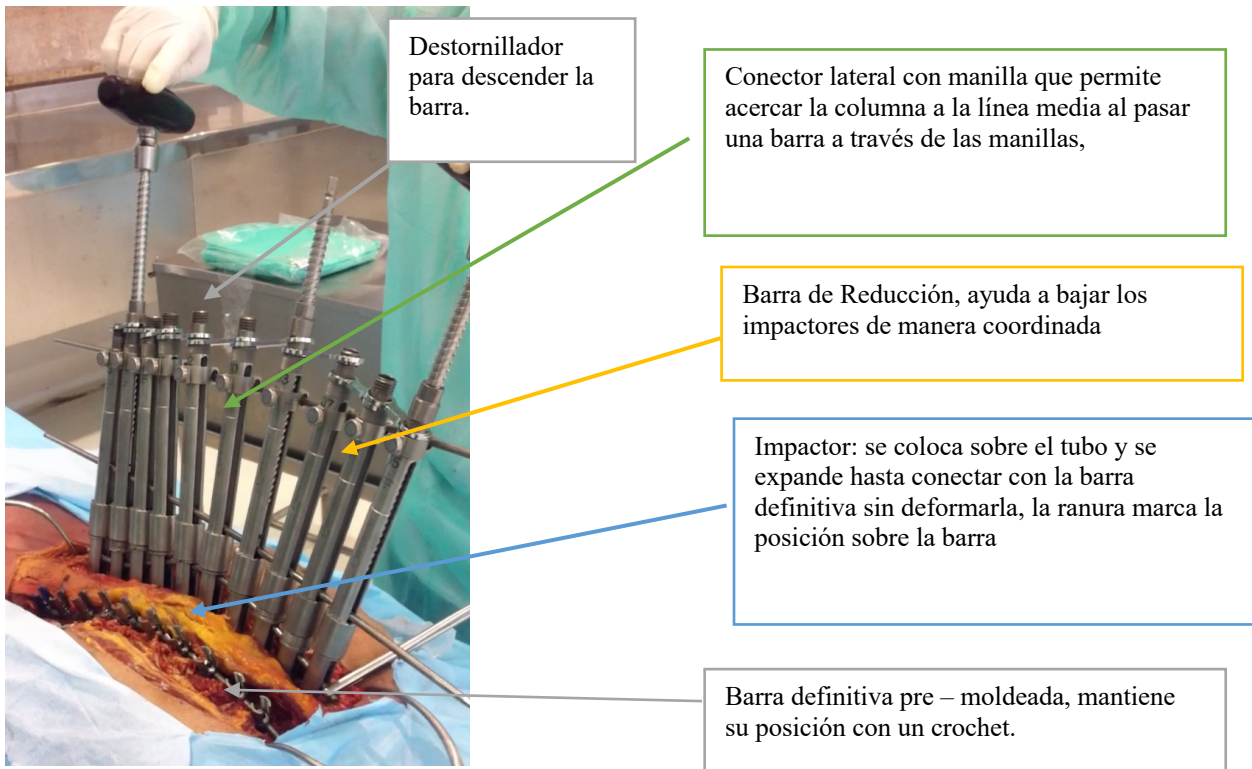 Destornillador
para descender la
barra.
Conector lateral con manilla que permite
acercar la columna a la línea media al pasar
una barra a través de las manillas,
Barra de Reducción, ayuda a bajar los
impactores de manera coordinada
Impactor: se coloca sobre el tubo y se
expande hasta conectar con la barra
definitiva sin deformarla, la ranura marca la
posición sobre la barra
Barra definitiva pre – moldeada, mantiene
su posición con un crochet.